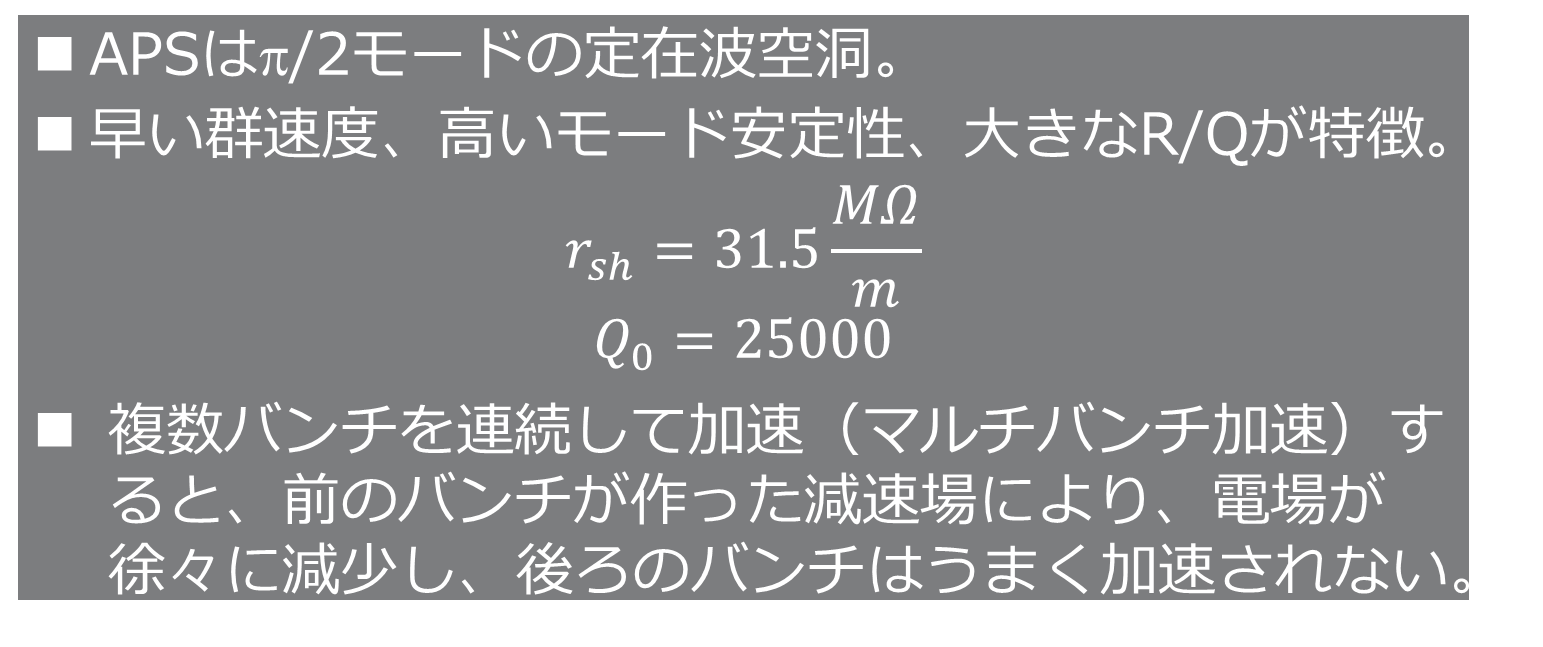 ■ APSはπ/2モードの定在波空洞。
■ 早い群速度、高いモード安定性、大きなR/Qが特徴。
r_{sh} = 31.5 \frac{MΩ}{m}
Q_0 = 25000
■ 複数バンチを連続して加速（マルチバンチ加速）す
ると、前のバンチが作った減速場により、電場が
徐々に減少し、後ろのバンチはうまく加速されない。